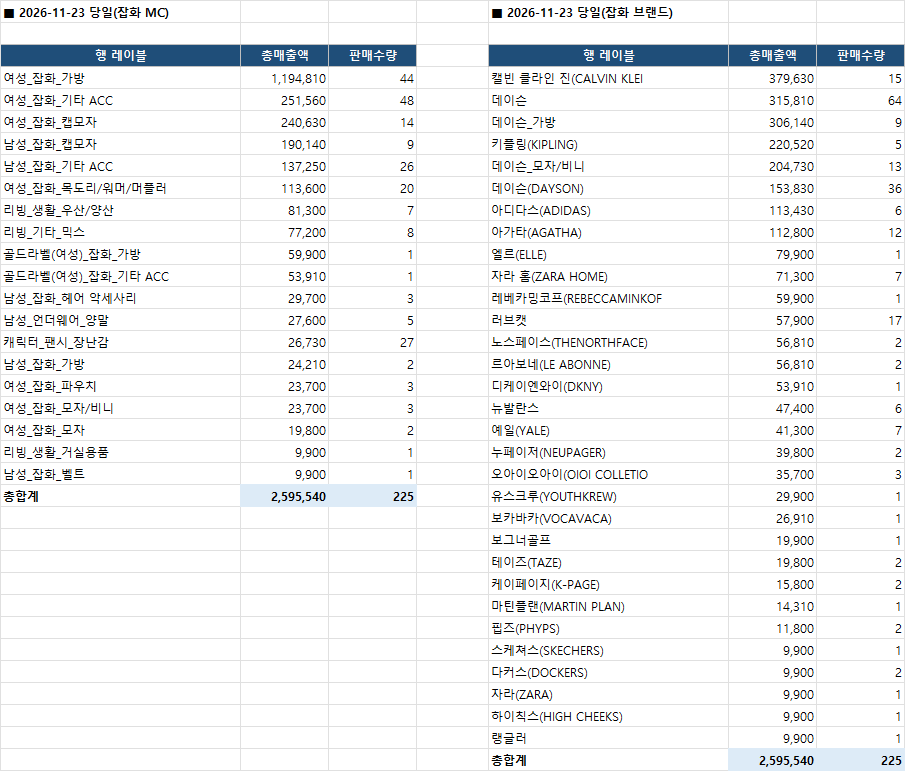 ■ 2026-11-23 당일(잡화 MC)
행 레이블 총매출액 판매수량
여성_잡화_가방 1,194,810 44
여성_잡화_기타 ACC 251,560 48
여성_잡화_캡모자 240,630 14
남성_잡화_캡모자 190,140 9
남성_잡화_기타 ACC 137,250 26
여성_잡화_목도리/워머/머플러 113,600 20
리빙_생활_우산/양산 81,300 7
리빙_기타_믹스 77,200 8
골드라벨(여성)_잡화_가방 59,900 1
골드라벨(여성)_잡화_기타 ACC 53,910 1
남성_잡화_헤어 악세사리 29,700 3
남성_언더웨어_양말 27,600 5
캐릭터_팬시_장난감 26,730 27
남성_잡화_가방 24,210 2
여성_잡화_파우치 23,700 3
여성_잡화_모자/비니 23,700 3
여성_잡화_모자 19,800 2
리빙_생활_거실용품 9,900 1
남성_잡화_벨트 9,900 1
총합계 2,595,540 225
■ 2026-11-23 당일(잡화 브랜드)
행 레이블 총매출액 판매수량
캘빈 클라인 진(CALVIN KLEI 379,630 15
데이슨 315,810 64
데이슨_가방 306,140 9
키플링(KIPLING) 220,520 5
데이슨_모자/비니 204,730 13
데이슨(DAYSON) 153,830 36
아디다스(ADIDAS) 113,430 6
아가타(AGATHA) 112,800 12
엘르(ELLE) 79,900 1
자라 홈(ZARA HOME) 71,300 7
레베카밍코프(REBECCAMINKOF 59,900 1
러브캣 57,900 17
노스페이스(THENORTHFACE) 56,810 2
르아보네(LE ABONNE) 56,810 2
디케이엔와이(DKNY) 53,910 1
뉴발란스 47,400 6
예일(YALE) 41,300 7
누페이저(NEUPAGER) 39,800 2
오아이오아이(OIOI COLLETIO 35,700 3
유스크루(YOUTHKREW) 29,900 1
보카바카(VOCAVACA) 26,910 1
보그너골프 19,900 1
테이즈(TAZE) 19,800 2
케이페이지(K-PAGE) 15,800 2
마틴플랜(MARTIN PLAN) 14,310 1
핍즈(PHYPS) 11,800 2
스케쳐스(SKECHERS) 9,900 1
다커스(DOCKERS) 9,900 2
자라(ZARA) 9,900 1
하이칙스(HIGH CHEEKS) 9,900 1
랭글러 9,900 1
총합계 2,595,540 225